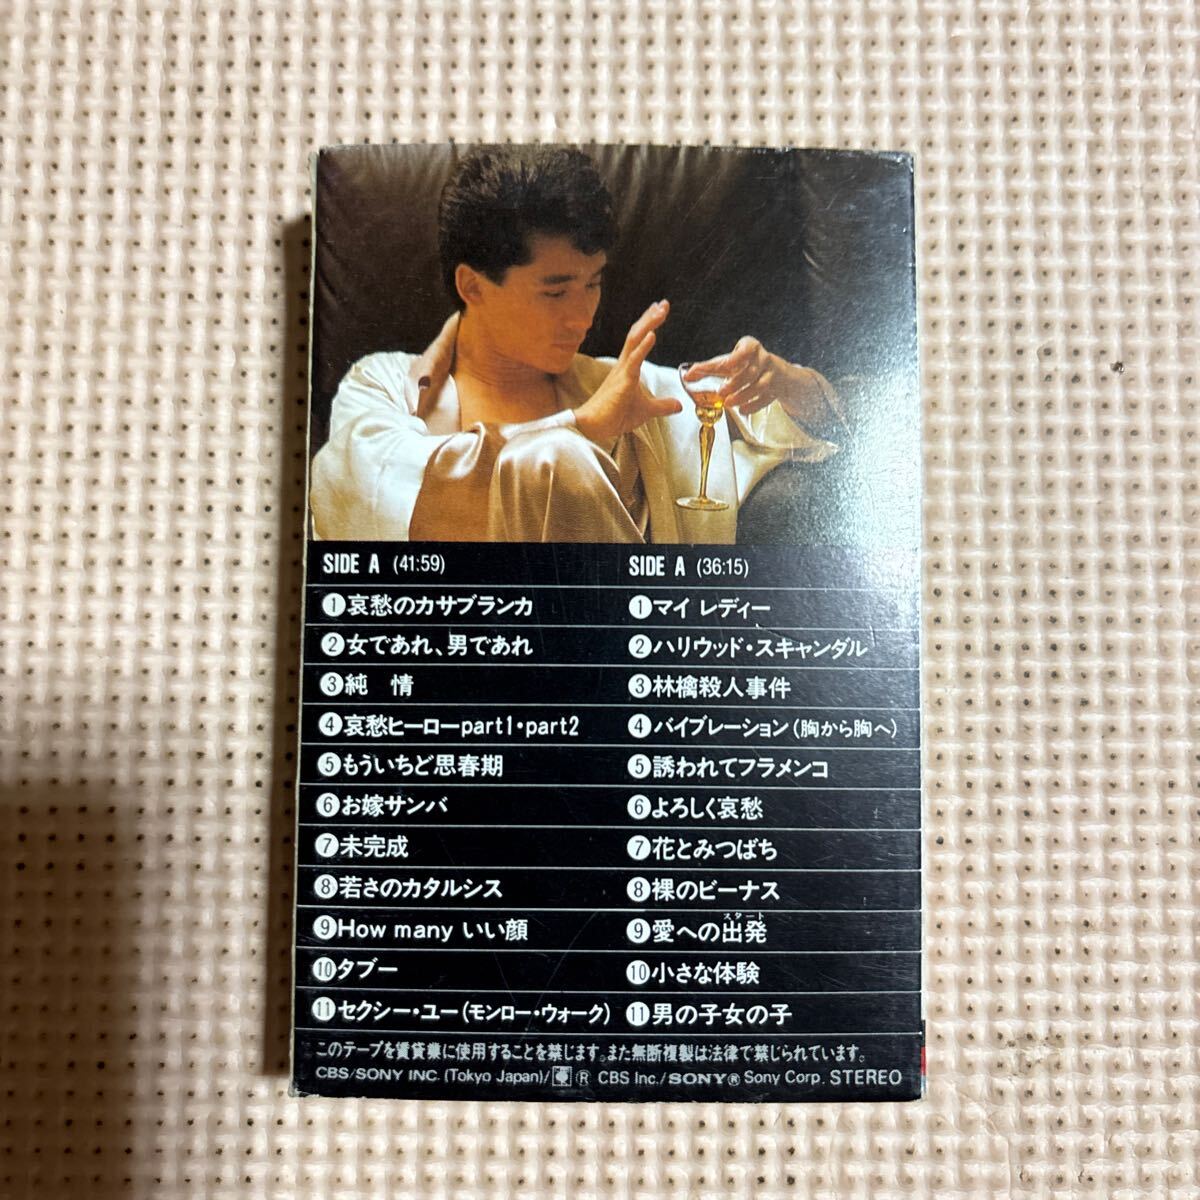 SIDE A (41:59)
❶哀愁のカサブランカ
❷女であれ、男であれ
❸純 情
❹哀愁ヒーローpart1・part2
❺もういちど思春期
❻お嫁サンバ
❼未完成
❽若さのカタルシス
❾How many いい顔
❿タブー
⓫セクシー・ユー(モンロー・ウォーク)
SIDE A (36:15)
❶マイ レディー
❷ハリウッド・スキャンダル
❸林檎殺人事件
❹バイブレーション(胸から胸へ)
❺誘われてフラメンコ
❻よろしく哀愁
❼花とみつばち
❽裸のビーナス
スタート
❾愛への出発
❿小さな体験
⓫男の子女の子
このテープを賃貸業に使用することを禁じます。また無断複製は法律で禁じられています。
CBS/SONY INC. (Tokyo Japan)/ ® CBS Inc./SONY® Sony Corp. STEREO